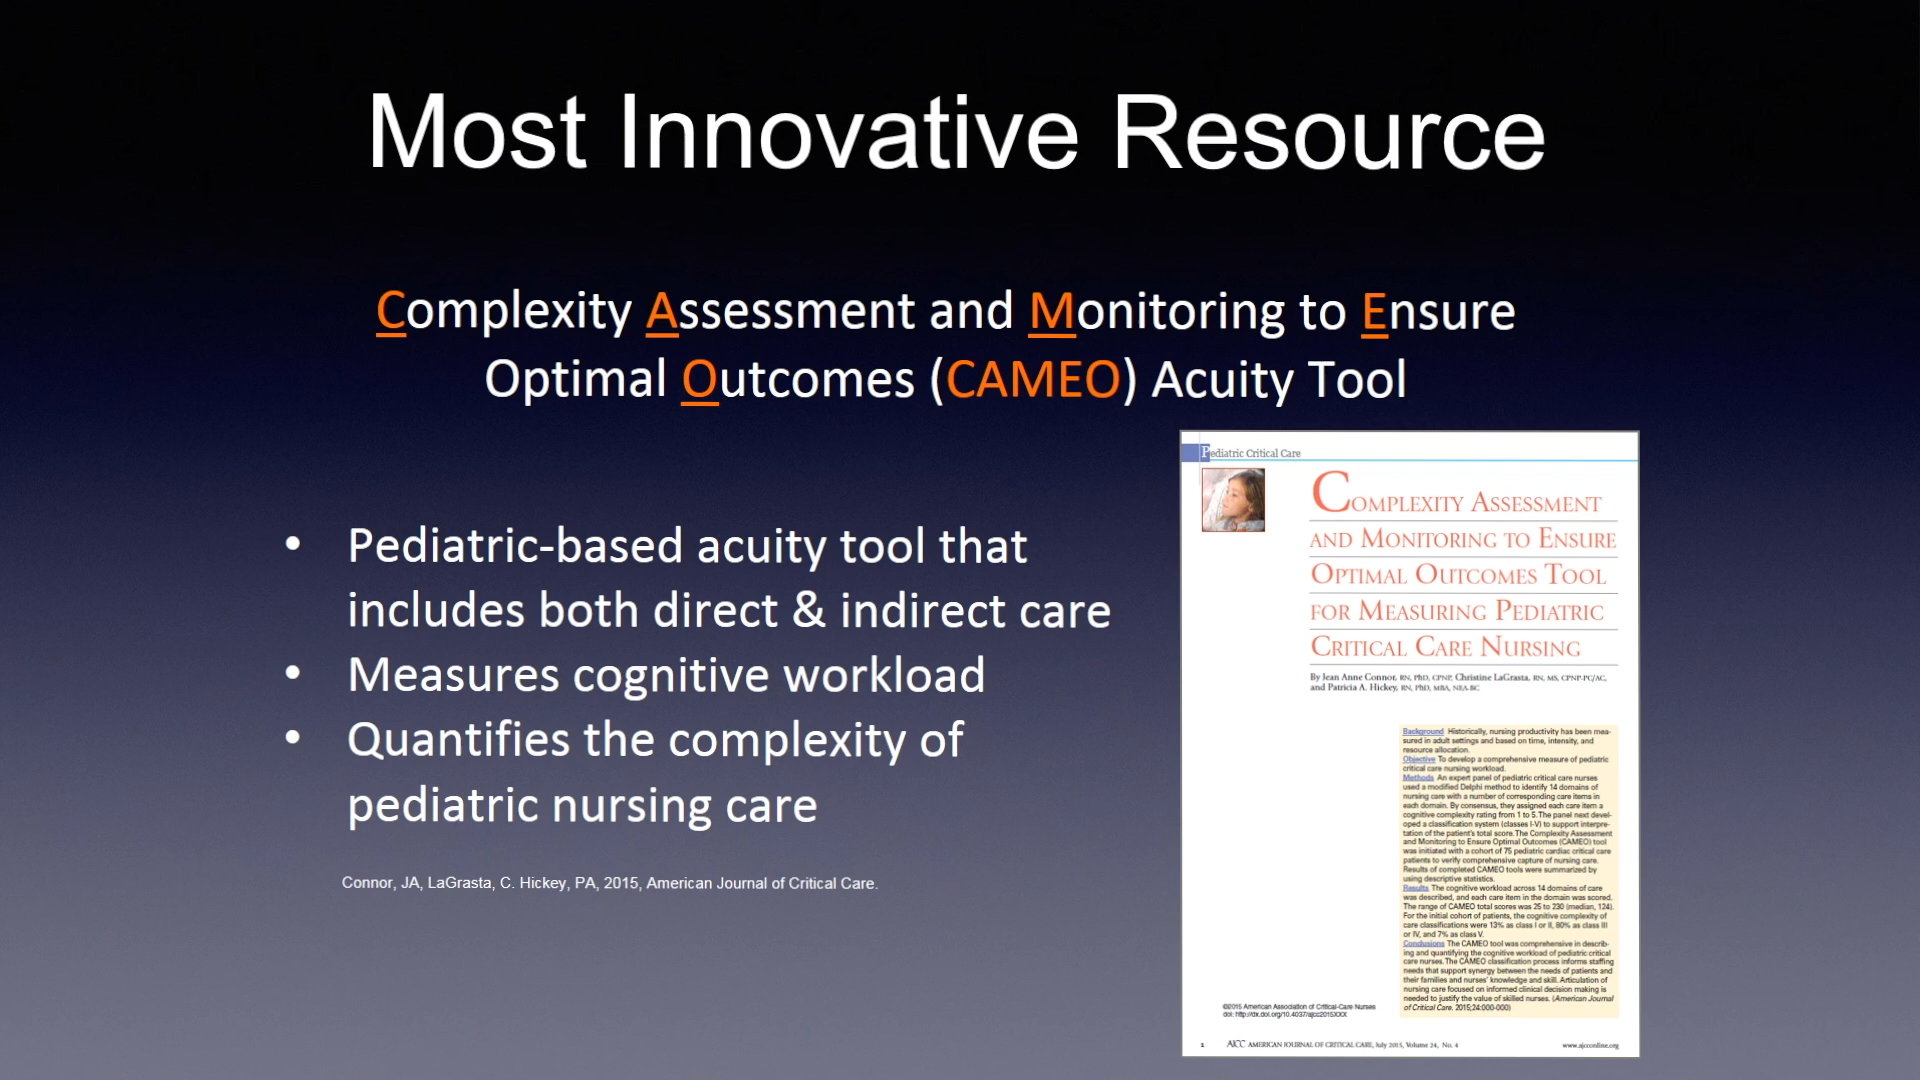 Most Innovative Resource
Complexity Assessment and Monitoring to Ensure
Optimal Outcomes (CAMEO) Acuity Tool
• Pediatric-based acuity tool that
includes both direct & indirect care
• Measures cognitive workload
• Quantifies the complexity of
pediatric nursing care
Connor, JA, LaGrasta, C. Hickey, PA, 2015, American Journal of Critical Care.
Pediatric Critical Care
COMPLEXITY ASSESSMENT
AND MONITORING TO ENSURE
OPTIMAL OUTCOMES TOOL
FOR MEASURING PEDIATRIC
CRITICAL CARE NURSING
By Jean Anne Connor, RN, PhD, CPNP, Christine LaGrasta, RN, MS, CPNP-PC/AC,
and Patricia A. Hickey, RN, PhD, MBA, NEA-BC
Background Historically, nursing productivity has been mea-
sured in adult settings and based on time, intensity, and
resource allocation.
Objective To develop a comprehensive measure of pediatric
critical care nursing workload.
Methods An expert panel of pediatric critical care nurses
used a modified Delphi method to identify 14 domains of
nursing care with a number of corresponding care items in
each domain. By consensus, they assigned each care item a
cognitive complexity rating from 1 to 5. The panel next devel-
oped a classification system (classes I-V) to support interpre-
tation of the patient's total score. The Complexity Assessment
and Monitoring to Ensure Optimal Outcomes (CAMEO) tool
was initiated with a cohort of 75 pediatric cardiac critical care
patients to verify comprehensive capture of nursing care.
Results of completed CAMEO tools were summarized by
using descriptive statistics.
Results The cognitive workload across 14 domains of care
was described, and each care item in the domain was scored.
The range of CAMEO total scores was 25 to 230 (median, 124).
For the initial cohort of patients, the cognitive complexity of
care classifications were 13% as class I or II, 80% as class III
or IV, and 7% as class V.
Conclusions The CAMEO tool was comprehensive in describ-
ing and quantifying the cognitive workload of pediatric critical
care nurses. The CAMEO classification process informs staffing
needs that support synergy between the needs of patients and
their families and nurses' knowledge and skill. Articulation of
nursing care focused on informed clinical decision making is
needed to justify the value of skilled nurses. (American Journal
of Critical Care. 2015;24:000-000)
©2015 American Association of Critical-Care Nurses
doi: http://dx.doi.org/10.4037/ajcc2015XXX
1 AJCC AMERICAN JOURNAL OF CRITICAL CARE, July 2015, Volume 24, No. 4 www.ajcconline.org